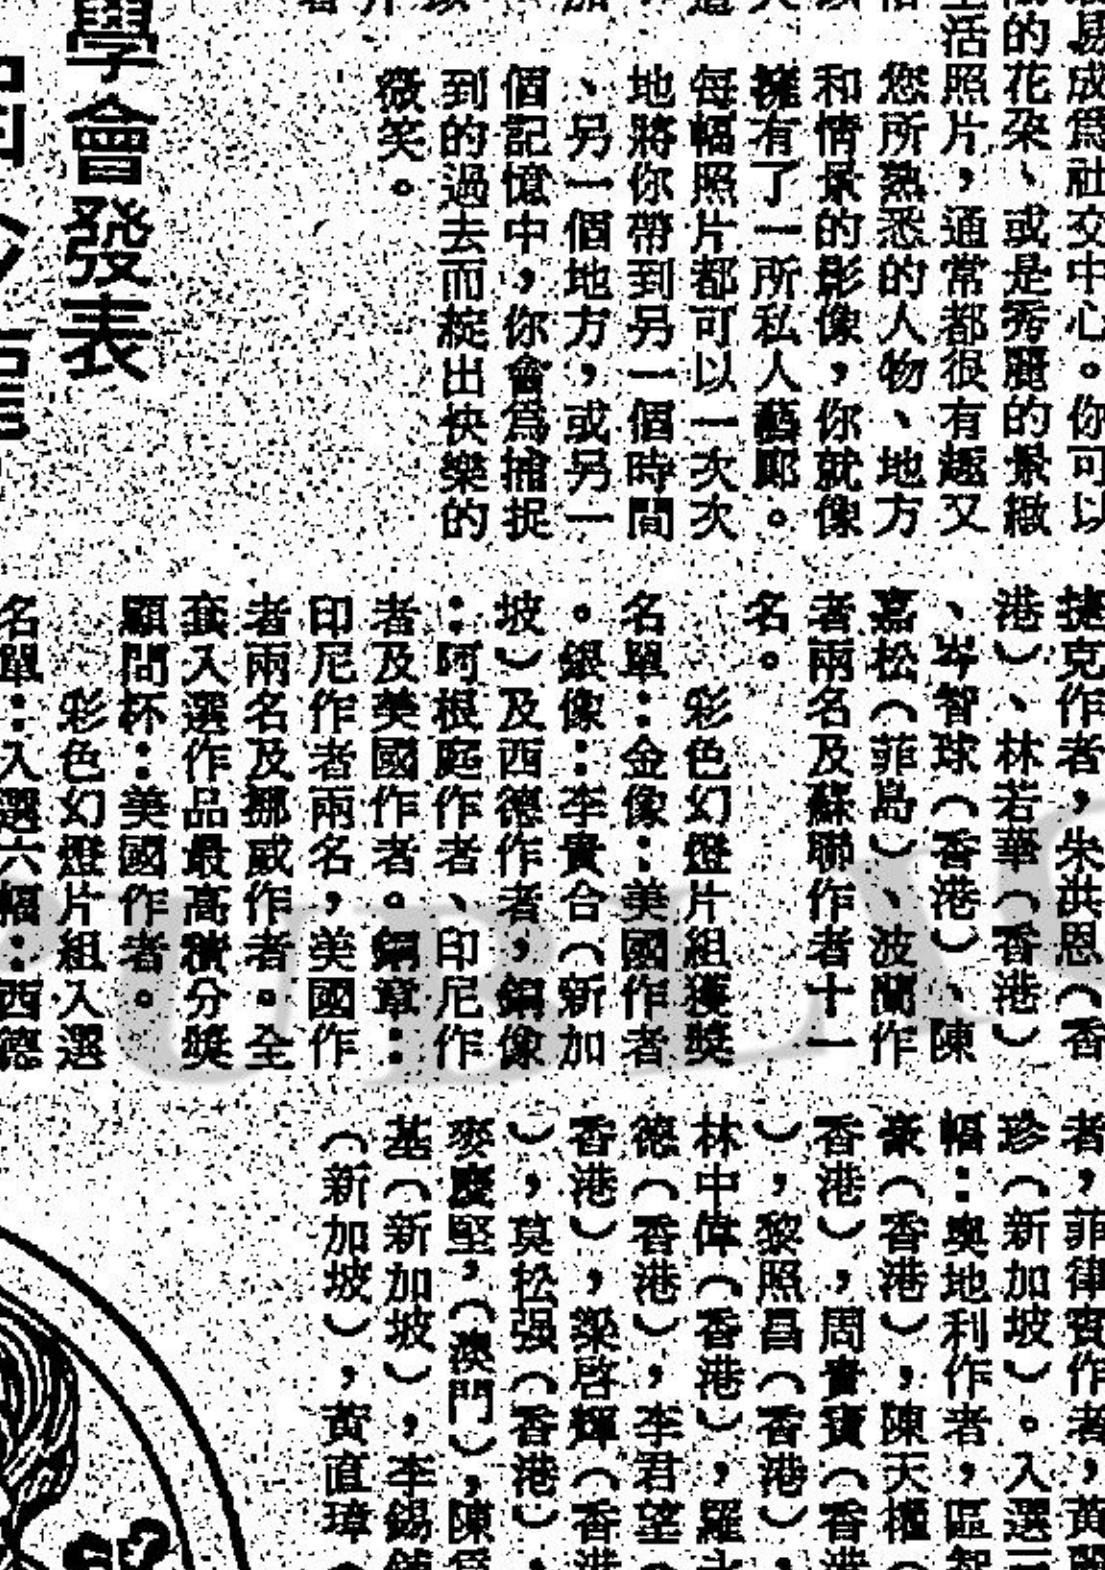 易成爲社交中心。你可以
的花朶、或是秀麗的景緻
活照片，通常都很有趣又
您所熟悉的人物、地方
和情景的影像，你就像
擁有了一所私人藝廊。
每幅照片都可以一次次
地將你帶到另一個時間
、另一個地方，或另一
個記憶中，你會爲捕捉
到的過去而綻出快樂的
微笑。
學會發表
捷克作者，朱洪恩（香
港）、林若華（香港）
、岑智球（香港）、陳
嘉松（菲島）、波蘭作
者兩名及蘇聯作者十一
名。
彩色幻燈片組獲獎
名單：金像：美國作者
。銀像：李貴合（新加
坡）及西德作者，銅像
：阿根庭作者、印尼作
者及美國作者。銅章：
印尼作者兩名，美國作
者兩名及挪威作者。全
套入選作品最高積分獎
顧問杯：美國作者。
彩色幻燈片組入選
名單：入選六幅：西德
者，菲律賓作者，黃
珍（新加坡）。入選三
幅：奧地利作者，區智
豪（香港），陳天權（
香港），周貴寶（香港
），黎照昌（香港），
林中偉（香港），羅
德（香港），李君望（
香港），梁啓輝（香港
），莫松强（香港），
麥慶堅，（澳門），陳爲
基（新加坡），李錫
（新加坡），黃直瑋（
PUBLI